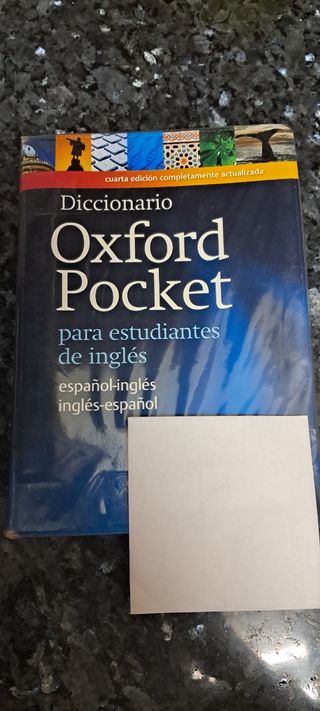 cuarta edición completamente actualizada
Diccionario
Oxford
Pocket
para estudiantes
de inglés
español-inglés
inglés-español